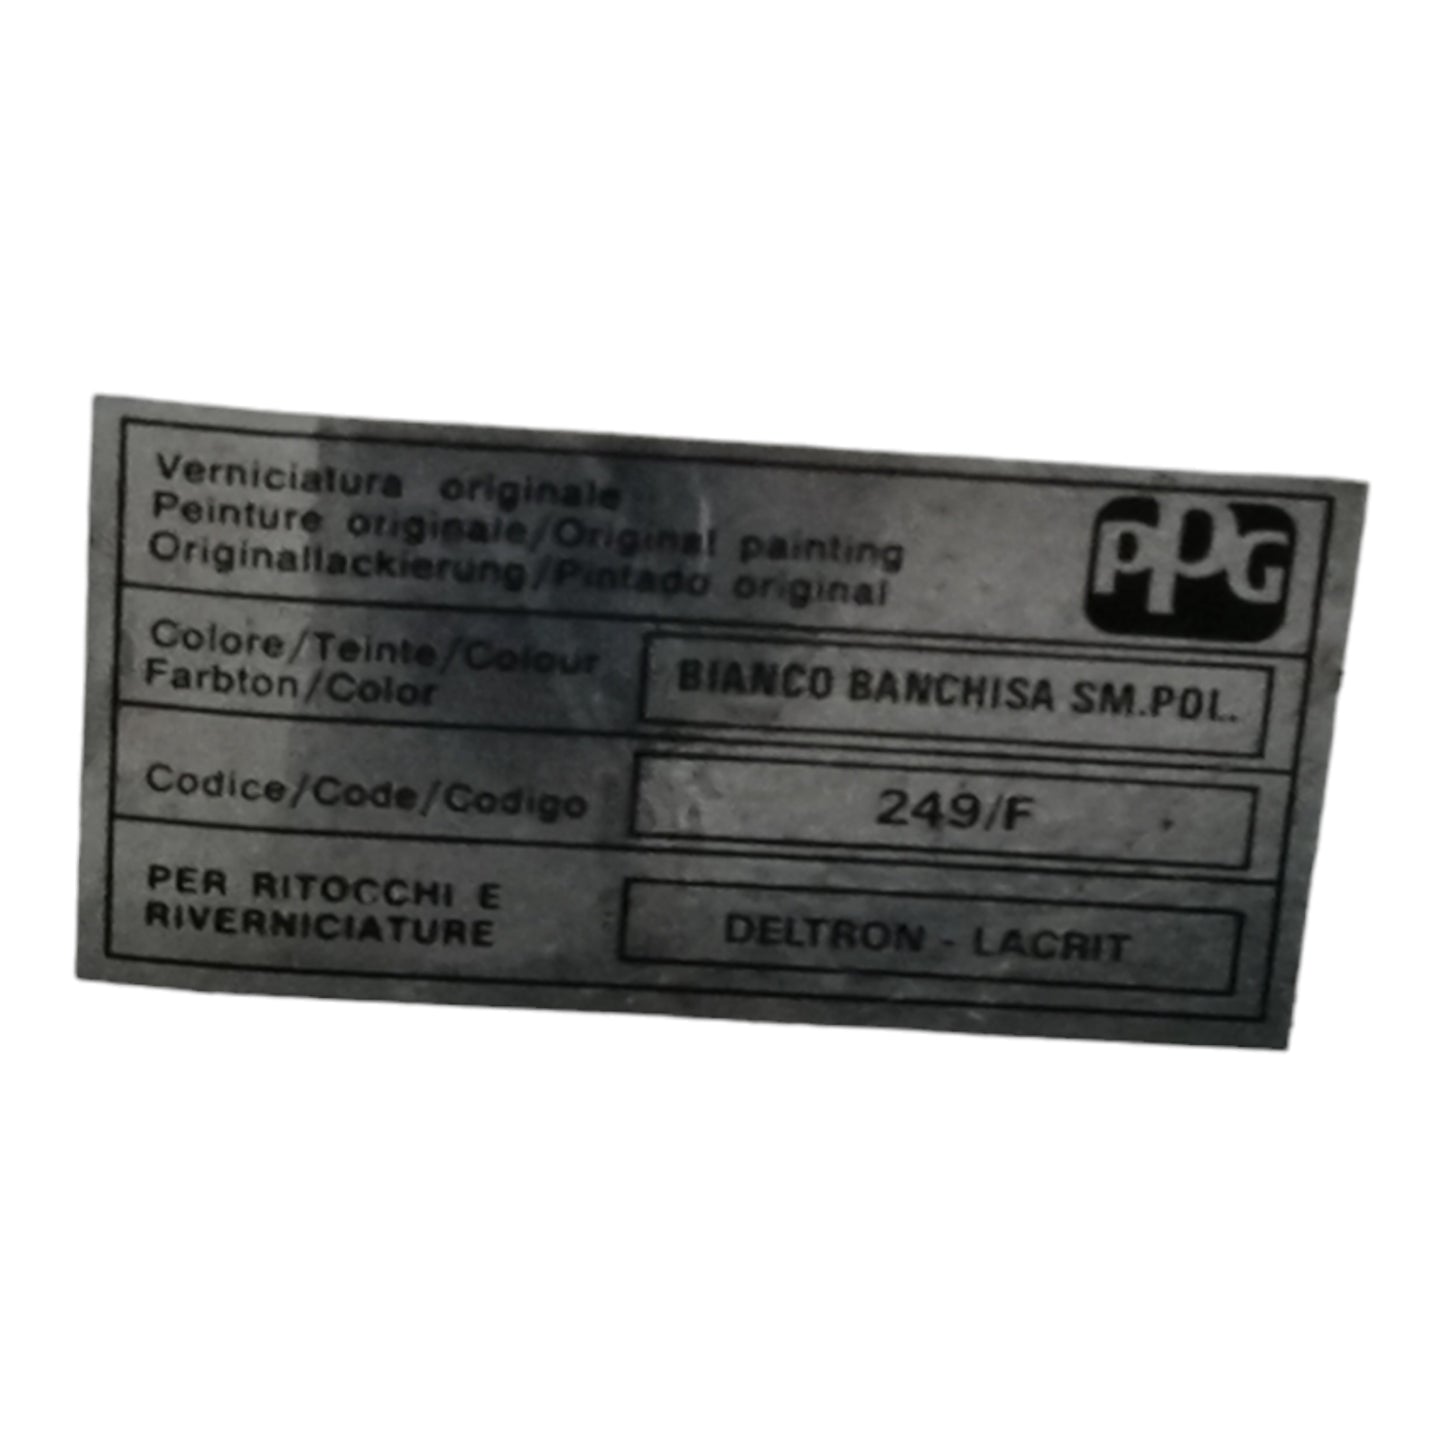 Verniciatura originale
Peinture originale/Original painting
Originallackierung/Pintado original
PPG
Colore/Teinte/Colour
Farbton/Color
BIANCO BANCHISA SM.POL.
Codice/Code/Codigo
249/F
PER RITOCCHI E
RIVERNICIATURE
DELTRON - LACRIT